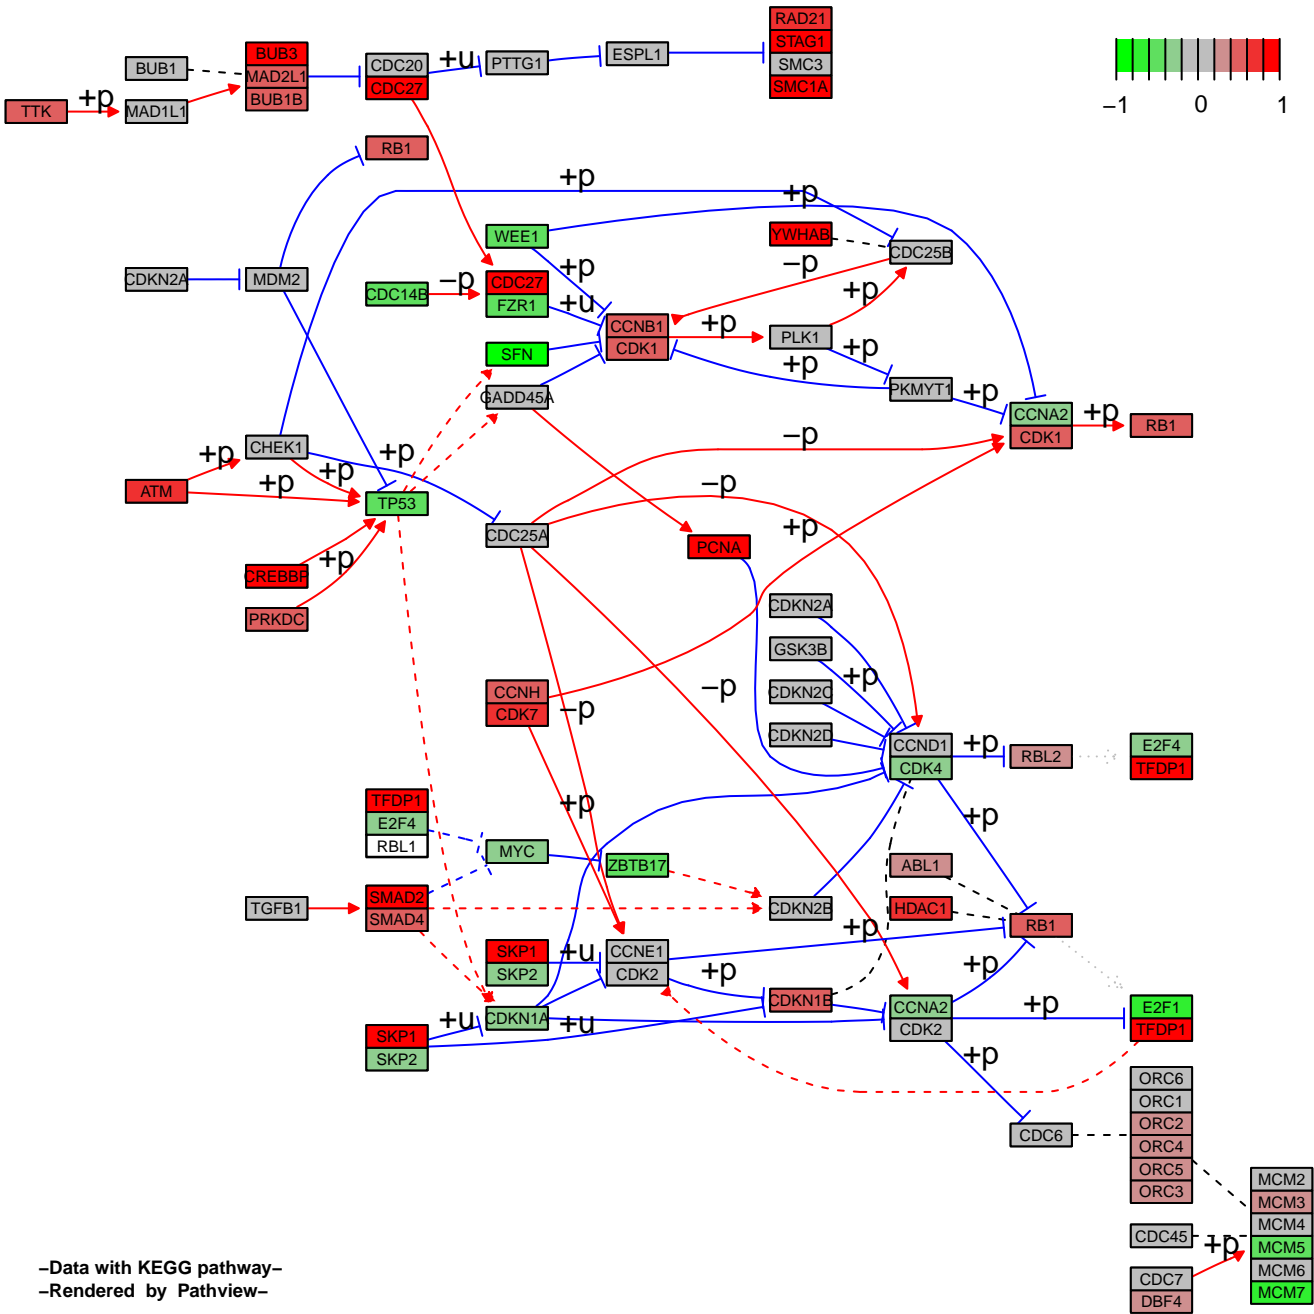 RAD21
STAG1
SMC3
SMC1A
−1
0
1
BUB1
BUB3
MAD2L1
BUB1B
CDC20
CDC27
+u
PTTG1
ESPL1
TTK
+p
MAD1L1
RB1
+p
+p
WEE1
YWHAB
CDC25B
+p
−p
CDKN2A
MDM2
CDC14B
−p
CDC27
FZR1
+u
+p
CCNB1
CDK1
+p
PLK1
+p
SFN
+p
GADD45A
PKMYT1
+p
CCNA2
CDK1
+p
RB1
CHEK1
+p
+p
+p
−p
ATM
+p
TP53
−p
CDC25A
+p
PCNA
CREBBP
+p
PRKDC
CDKN2A
GSK3B
+p
CDKN2C
CDKN2D
CCNH
CDK7
−p
−p
CCND1
CDK4
+p
RBL2
E2F4
TFDP1
TFDP1
E2F4
RBL1
+p
+p
MYC
ZBTB17
ABL1
TGFB1
SMAD2
SMAD4
CDKN2B
HDAC1
RB1
+p
SKP1
SKP2
+u
CCNE1
CDK2
+p
+p
CDKN1B
CDKN1A
+u
+u
CCNA2
CDK2
+p
E2F1
TFDP1
SKP1
SKP2
+p
ORC6
ORC1
ORC2
ORC4
ORC5
ORC3
CDC6
MCM2
MCM3
MCM4
MCM5
MCM6
MCM7
CDC45
+p
CDC7
DBF4
−Data with KEGG pathway−
−Rendered by Pathview−